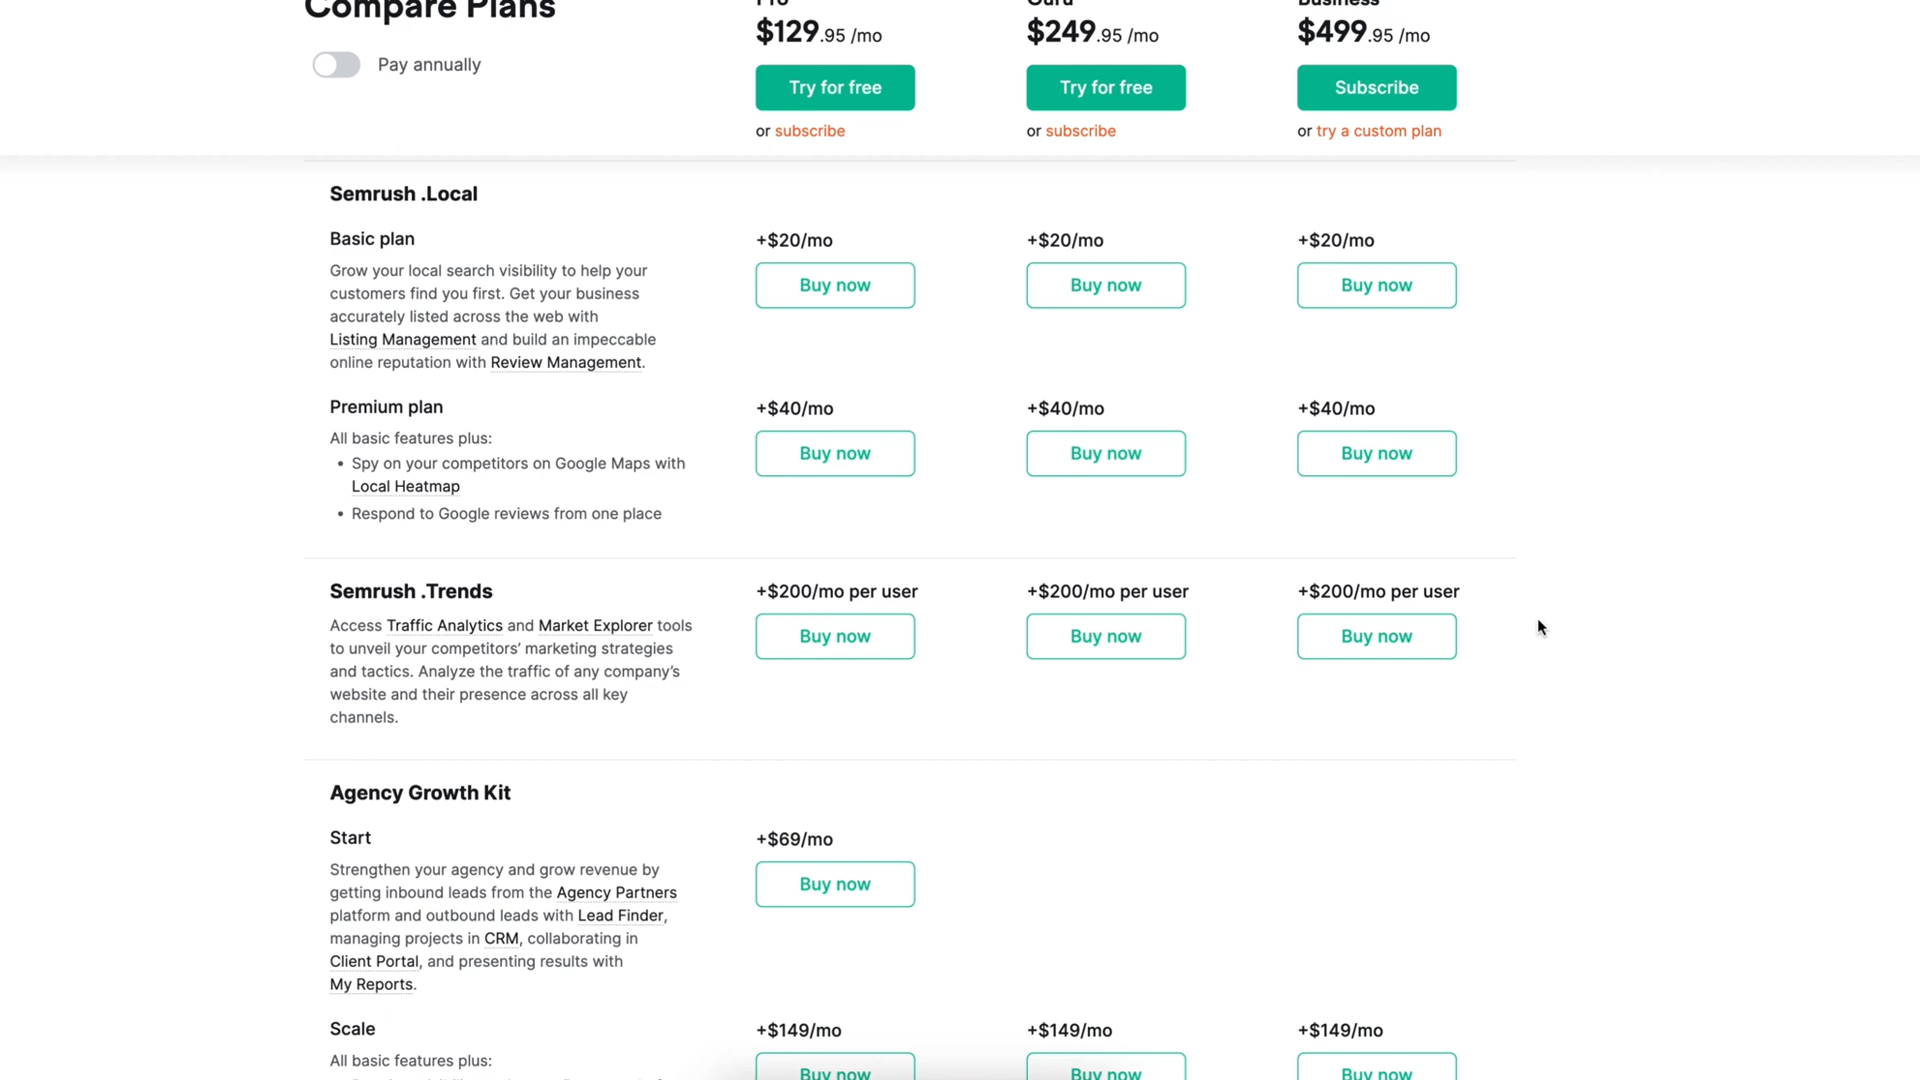 Compare Plans
Pro
Guru
Business
$129.95 /mo
$249.95 /mo
$499.95 /mo
Pay annually
Try for free
Try for free
Subscribe
or subscribe
or subscribe
or try a custom plan
Semrush .Local
Basic plan
+$20/mo
+$20/mo
+$20/mo
Grow your local search visibility to help your
customers find you first. Get your business
accurately listed across the web with
Listing Management and build an impeccable
online reputation with Review Management.
Buy now
Buy now
Buy now
Premium plan
+$40/mo
+$40/mo
+$40/mo
All basic features plus:
• Spy on your competitors on Google Maps with
Local Heatmap
• Respond to Google reviews from one place
Buy now
Buy now
Buy now
Semrush .Trends
+$200/mo per user
+$200/mo per user
+$200/mo per user
Access Traffic Analytics and Market Explorer tools
to unveil your competitors’ marketing strategies
and tactics. Analyze the traffic of any company’s
website and their presence across all key
channels.
Buy now
Buy now
Buy now
Agency Growth Kit
Start
+$69/mo
Strengthen your agency and grow revenue by
getting inbound leads from the Agency Partners
platform and outbound leads with Lead Finder,
managing projects in CRM, collaborating in
Client Portal, and presenting results with
My Reports.
Buy now
Scale
+$149/mo
+$149/mo
+$149/mo
All basic features plus:
Buy now
Buy now
Buy now